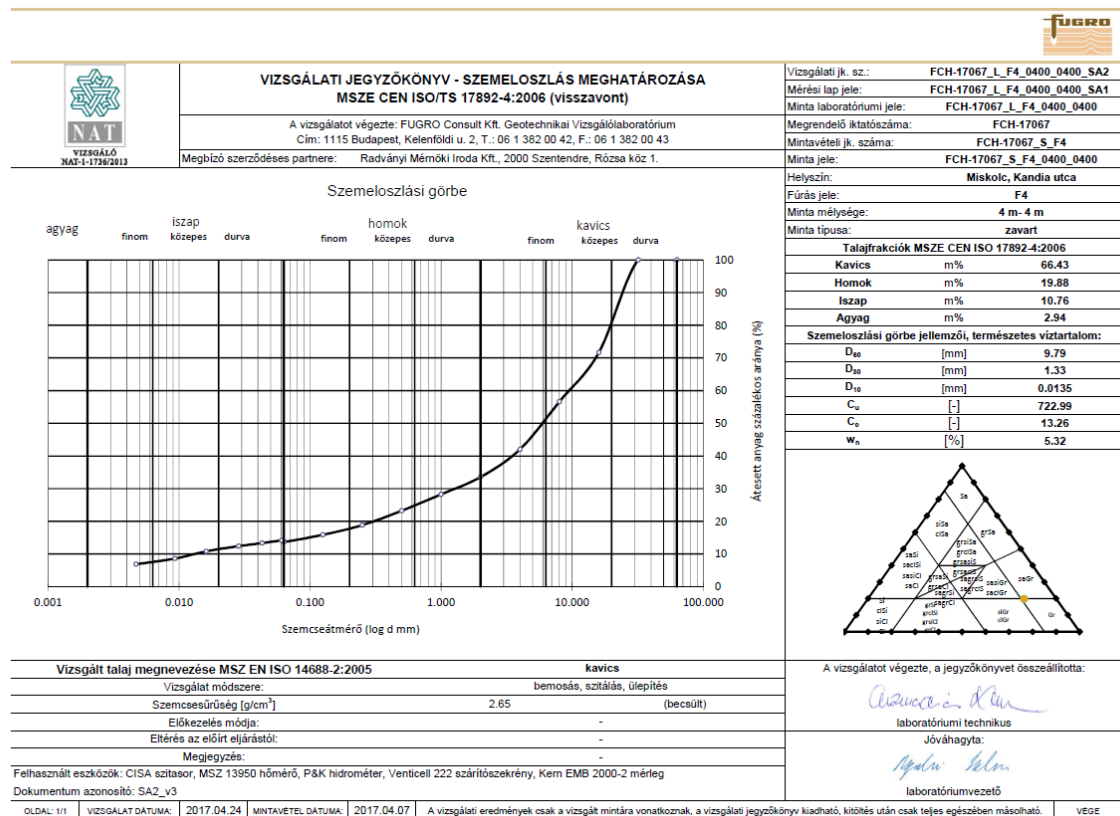 FUGRO
NAT
VIZSGÁLÓ
NAT-1-1736/2013
VIZSGÁLATI JEGYZŐKÖNYV - SZEMELOSZLÁS MEGHATÁROZÁSA
MSZE CEN ISO/TS 17892-4:2006 (visszavont)
A vizsgálatot végezte: FUGRO Consult Kft. Geotechnikai Vizsgálólaboratórium
Cím: 1115 Budapest, Kelenföldi u. 2, T.: 06 1 382 00 42, F.: 06 1 382 00 43
Megbízó szerződéses partnere: Radványi Mérnöki Iroda Kft., 2000 Szentendre, Rózsa köz 1.
Vizsgálati jk. sz.: FCH-17067_L_F4_0400_0400_SA2
Mérési lap jele: FCH-17067_L_F4_0400_0400_SA1
Minta laboratóriumi jele: FCH-17067_L_F4_0400_0400
Megrendelő iktatószáma: FCH-17067
Mintavételi jk. száma: FCH-17067_S_F4
Minta jele: FCH-17067_S_F4_0400_0400
Helyszín: Miskolc, Kandia utca
Fúrás jele: F4
Minta mélysége: 4 m- 4 m
Minta típusa: zavart
Talajfrakciók MSZE CEN ISO 17892-4:2006
Kavics m% 66.43
Homok m% 19.88
Iszap m% 10.76
Agyag m% 2.94
Szemeloszlási görbe jellemzői, természetes víztartalom:
D60 [mm] 9.79
D30 [mm] 1.33
D10 [mm] 0.0135
Cu [-] 722.99
Cc [-] 13.26
wn [%] 5.32
Szemeloszlási görbe
agyag iszap homok kavics
finom közepes durva finom közepes durva finom közepes durva
100
90
80
70
60
50
40
30
20
10
0
Átesett anyag százalékos aránya (%)
0.001 0.010 0.100 1.000 10.000 100.000
Szemcseátmérő (log d mm)
Sa
siSa
clSa
grSa
grsiSa
grclSa
saSi
saclSi
sasiCl
saCl
sasiGr
saclGr
saGr
Si
clSi
siCl
siGr
clGr
Gr
Vizsgált talaj megnevezése MSZ EN ISO 14688-2:2005 kavics
Vizsgálat módszere: bemosás, szitálás, ülepítés
Szemcsesűrűség [g/cm³] 2.65 (becsült)
Előkezelés módja: -
Eltérés az előírt eljárástól: -
Megjegyzés: -
Felhasznált eszközök: CISA szitasor, MSZ 13950 hőmérő, P&K hidrométer, Venticell 222 szárítószekrény, Kern EMB 2000-2 mérleg
Dokumentum azonosító: SA2_v3
A vizsgálatot végezte, a jegyzőkönyvet összeállította:
laboratóriumi technikus
Jóváhagyta:
laboratóriumvezető
OLDAL: 1/1 VIZSGÁLAT DÁTUMA: 2017.04.24 MINTAVÉTEL DÁTUMA: 2017.04.07 A vizsgálati eredmények csak a vizsgált mintára vonatkoznak, a vizsgálati jegyzőkönyv kiadható, kitöltés után csak teljes egészében másolható. VÉGE